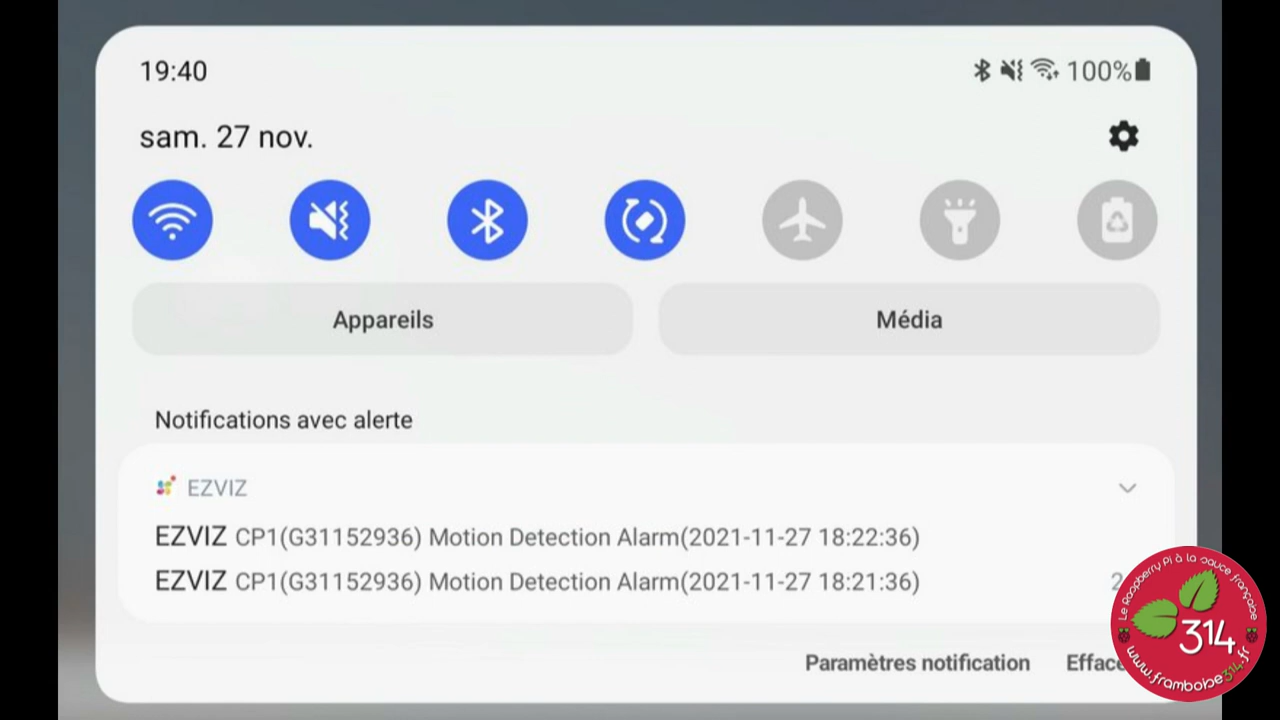 19:40
100%
sam. 27 nov.
Appareils
Média
Notifications avec alerte
EZVIZ
EZVIZ CP1(G31152936) Motion Detection Alarm(2021-11-27 18:22:36)
EZVIZ CP1(G31152936) Motion Detection Alarm(2021-11-27 18:21:36)
2
Paramètres notification
Efface
Le Raspberry Pi à la sauce française
314
www.framboise314.fr